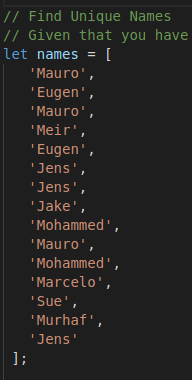 // Find Unique Names
// Given that you have
let names = [
'Mauro',
'Eugen',
'Mauro',
'Meir',
'Eugen',
'Jens',
'Jens',
'Jake',
'Mohammed',
'Mauro',
'Mohammed',
'Marcelo',
'Sue',
'Murhaf',
'Jens'
];